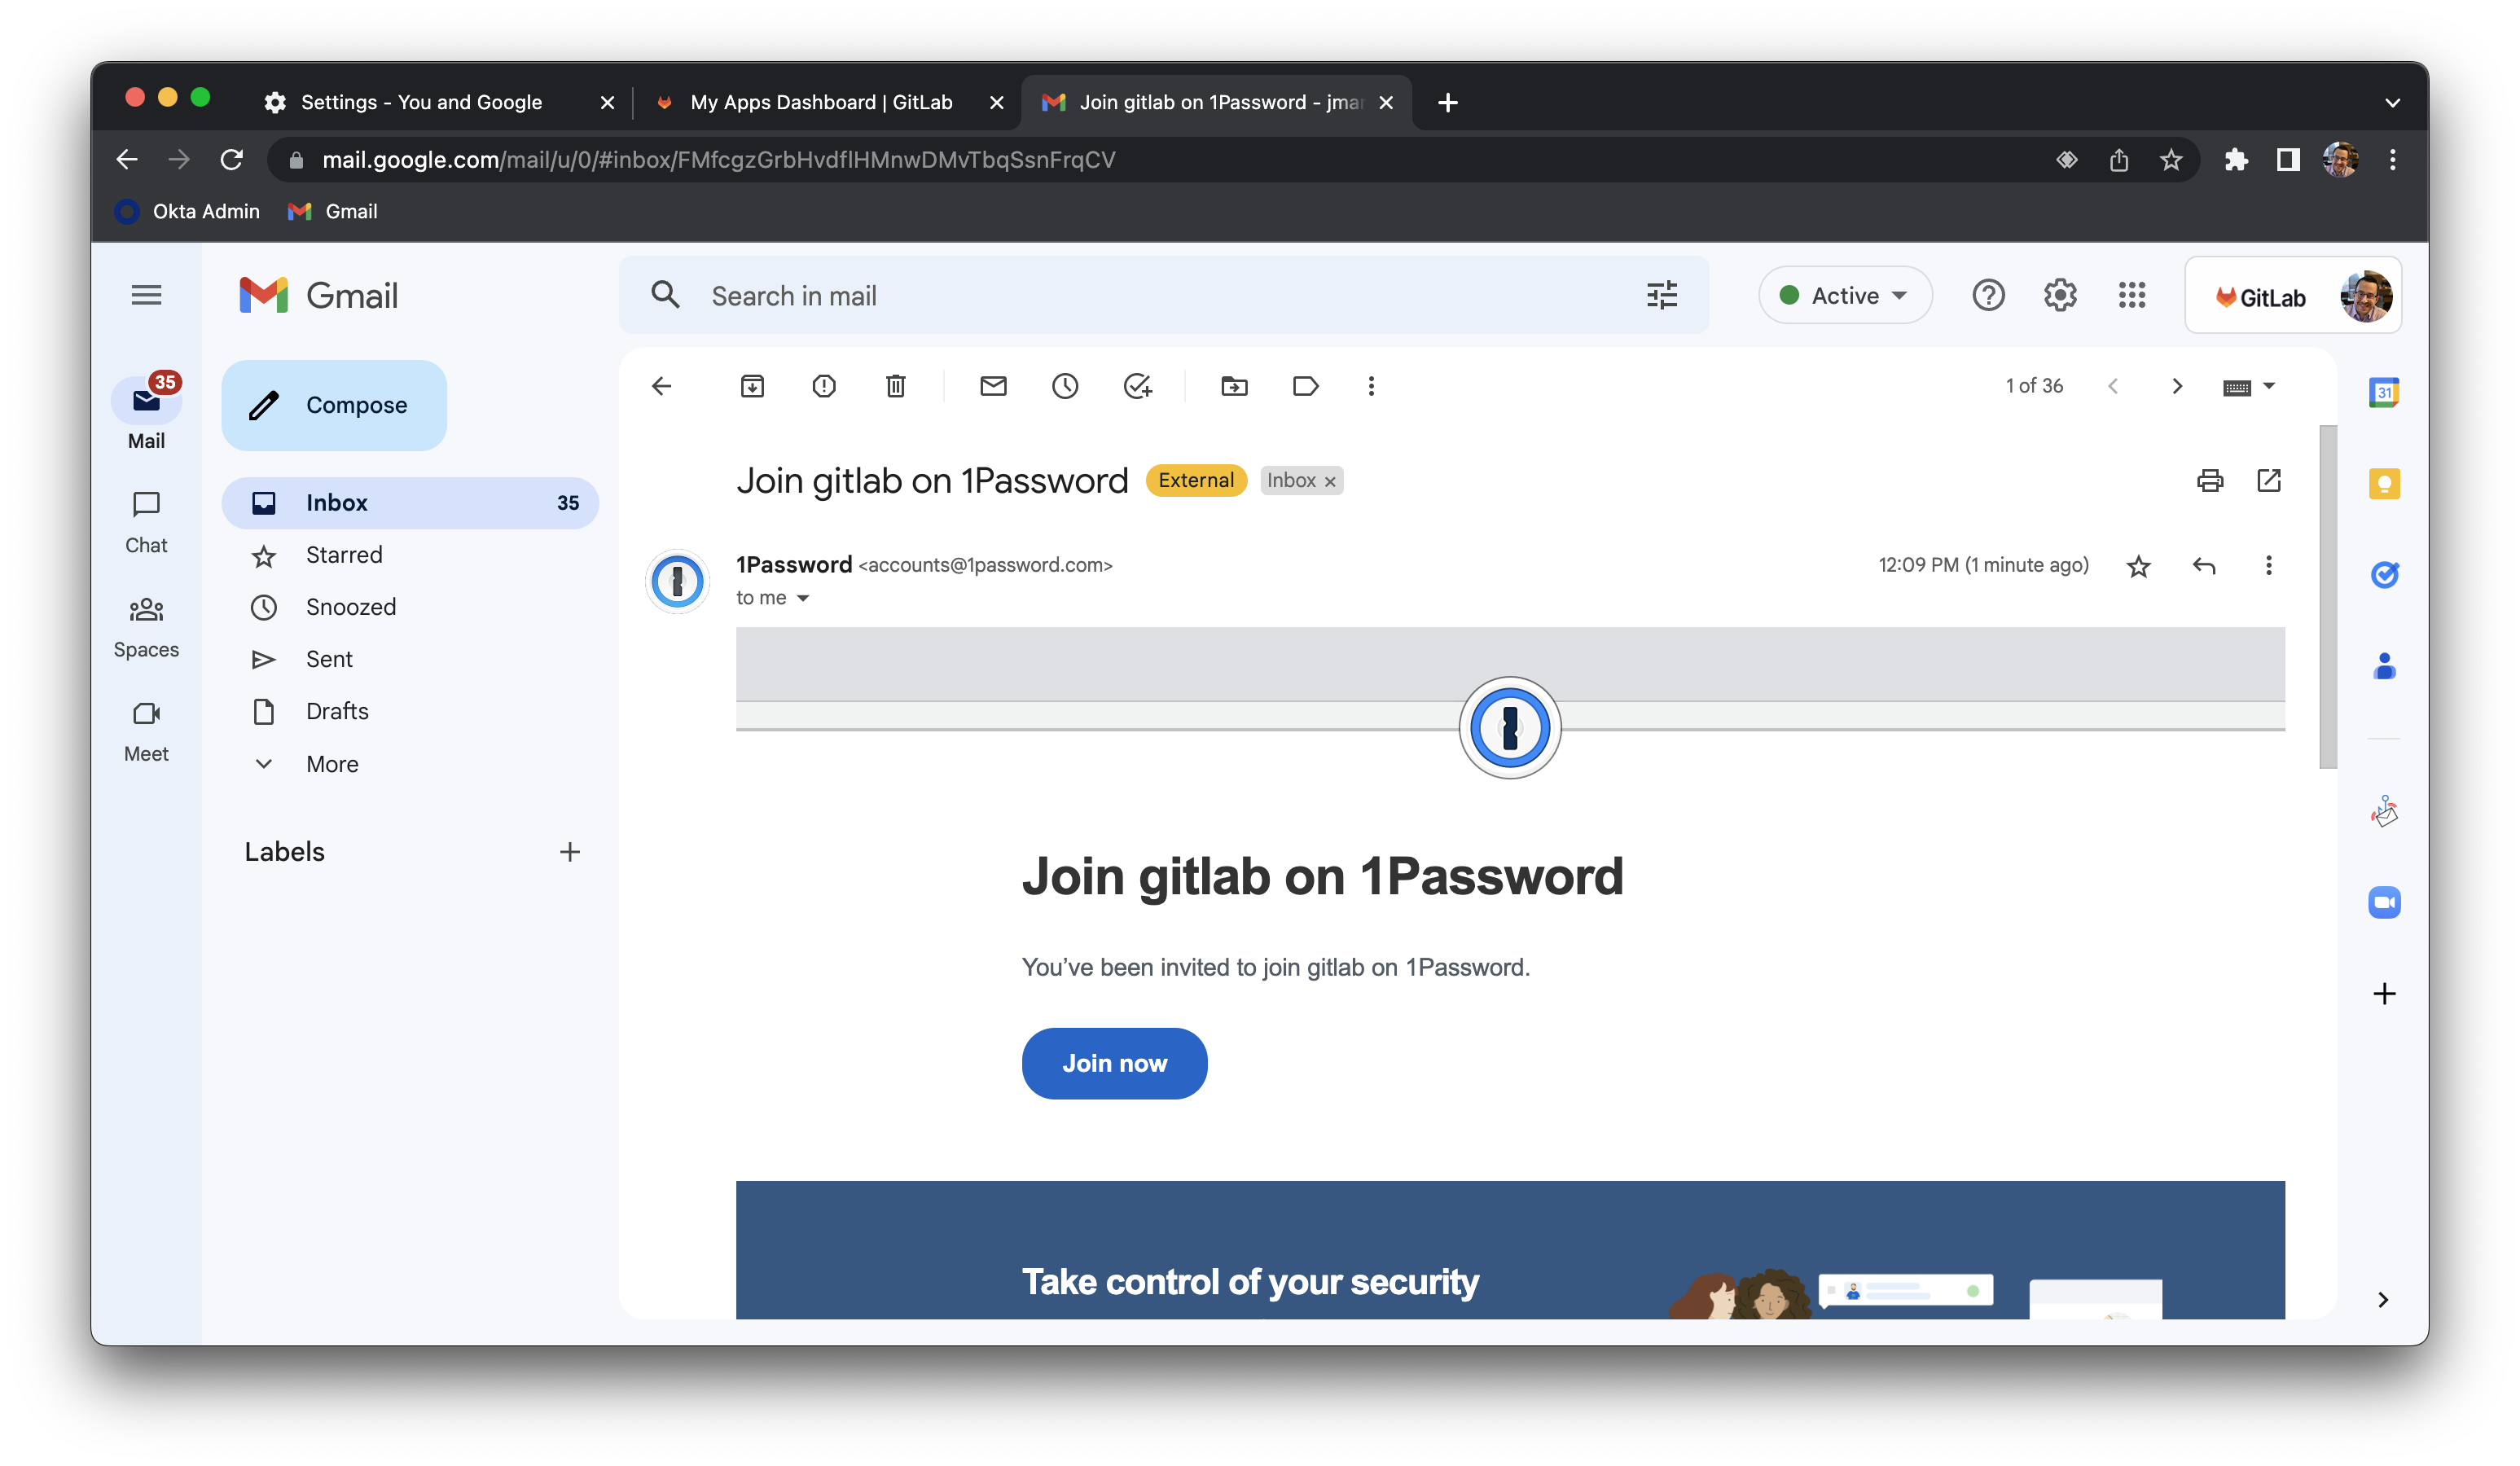 Settings - You and Google
My Apps Dashboard | GitLab
Join gitlab on 1Password - jmar
mail.google.com/mail/u/0/#inbox/FMfcgzGrbHvdflHMnwDMvTbqSsnFrqCV
Okta Admin
Gmail
Gmail
Search in mail
Active
GitLab
35
Mail
Chat
Spaces
Meet
Compose
Inbox 35
Starred
Snoozed
Sent
Drafts
More
Labels
1 of 36
31
Join gitlab on 1Password External Inbox
1Password <accounts@1password.com> 12:09 PM (1 minute ago)
to me
Join gitlab on 1Password
You’ve been invited to join gitlab on 1Password.
Join now
Take control of your security